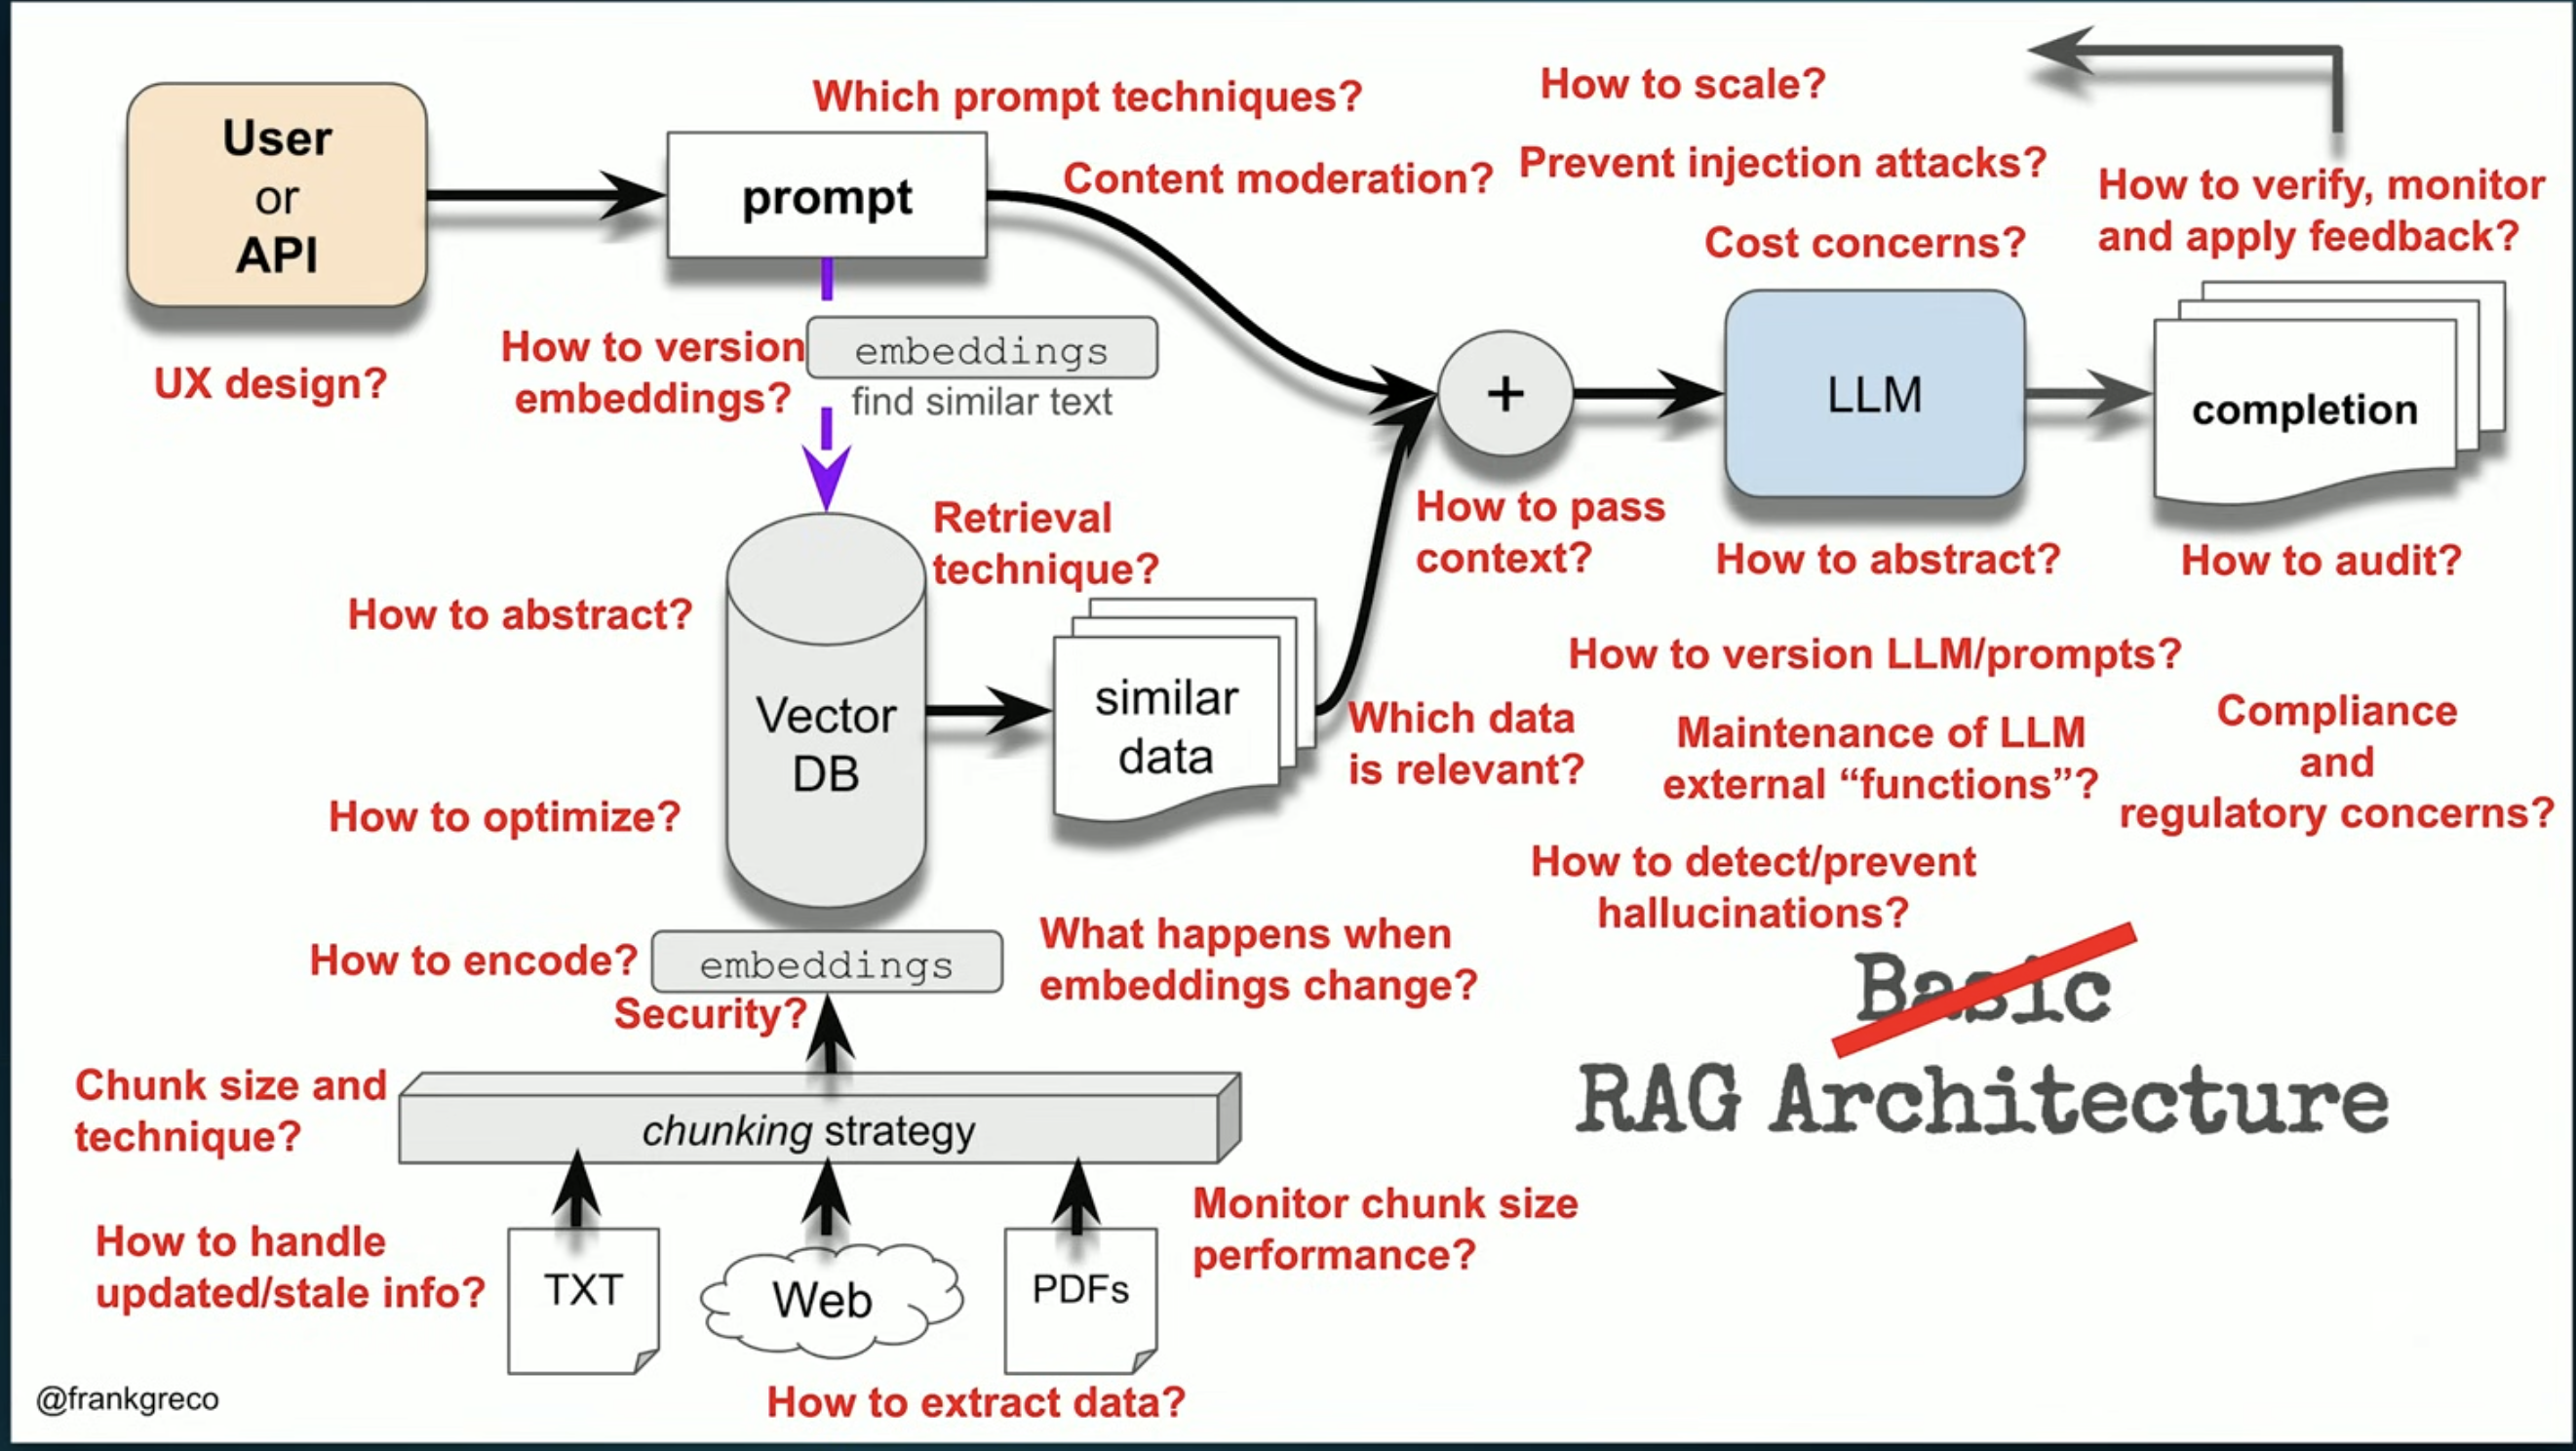 User
or
API
UX design?
Which prompt techniques?
prompt
Content moderation?
How to scale?
Prevent injection attacks?
Cost concerns?
How to verify, monitor
and apply feedback?
How to version
embeddings?
embeddings
find similar text
+
LLM
completion
Retrieval
technique?
How to pass
context?
How to abstract?
How to audit?
How to abstract?
Vector
DB
similar
data
Which data
is relevant?
How to version LLM/prompts?
Maintenance of LLM
external “functions”?
Compliance
and
regulatory concerns?
How to optimize?
How to detect/prevent
hallucinations?
How to encode?
embeddings
Security?
What happens when
embeddings change?
Basic
RAG Architecture
Chunk size and
technique?
chunking strategy
How to handle
updated/stale info?
TXT
Web
PDFs
Monitor chunk size
performance?
How to extract data?
@frankgreco